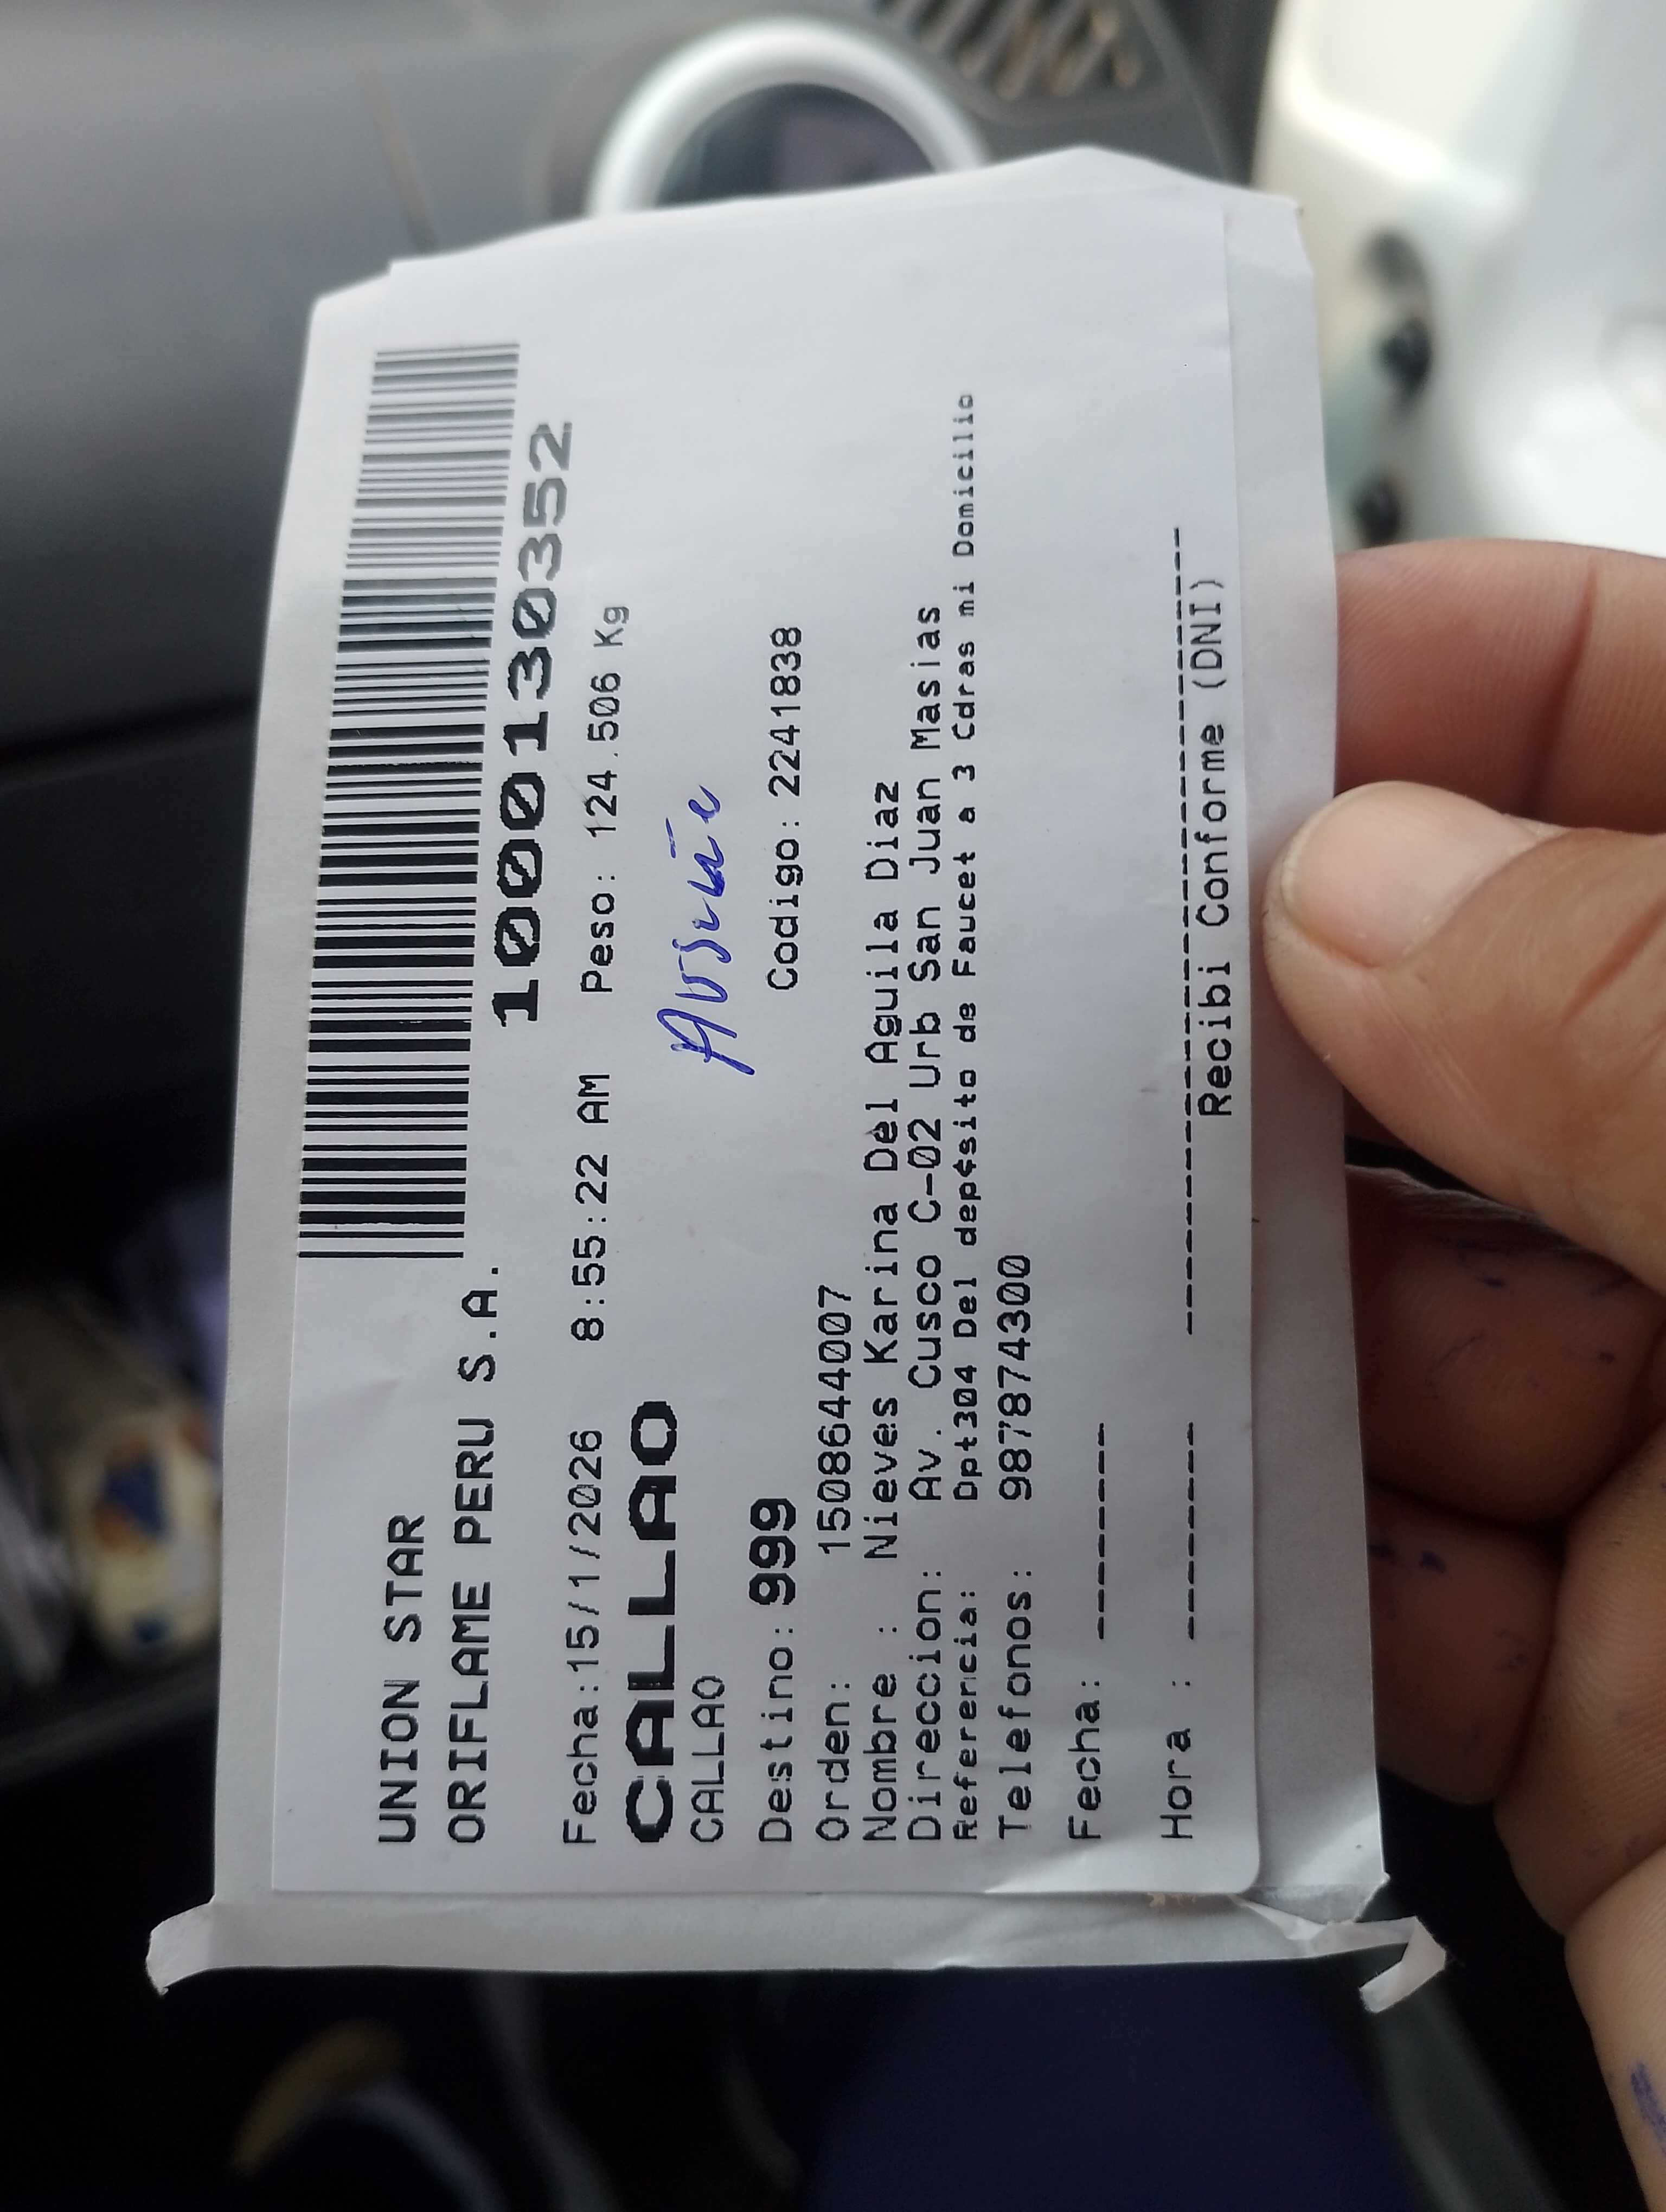 UNION STAR
ORIFLAME PERU S.A.
1000130352
Fecha:15/1/2026 8:55:22 AM Peso: 124.506 Kg
CALLAO
CALLAO
Destino: 999 Codigo: 2241838
Orden: 1508644007
Nombre : Nieves Karina Del Aguila Diaz
Direccion: Av. Cusco C-02 Urb San Juan Masias
Referencia: Dpt304 Del dep¢sito de Faucet a 3 Cdras mi Domicilio
Telefonos: 987874300
Fecha: -------
Hora : ------- --------------------------
Recibi Conforme (DNI)